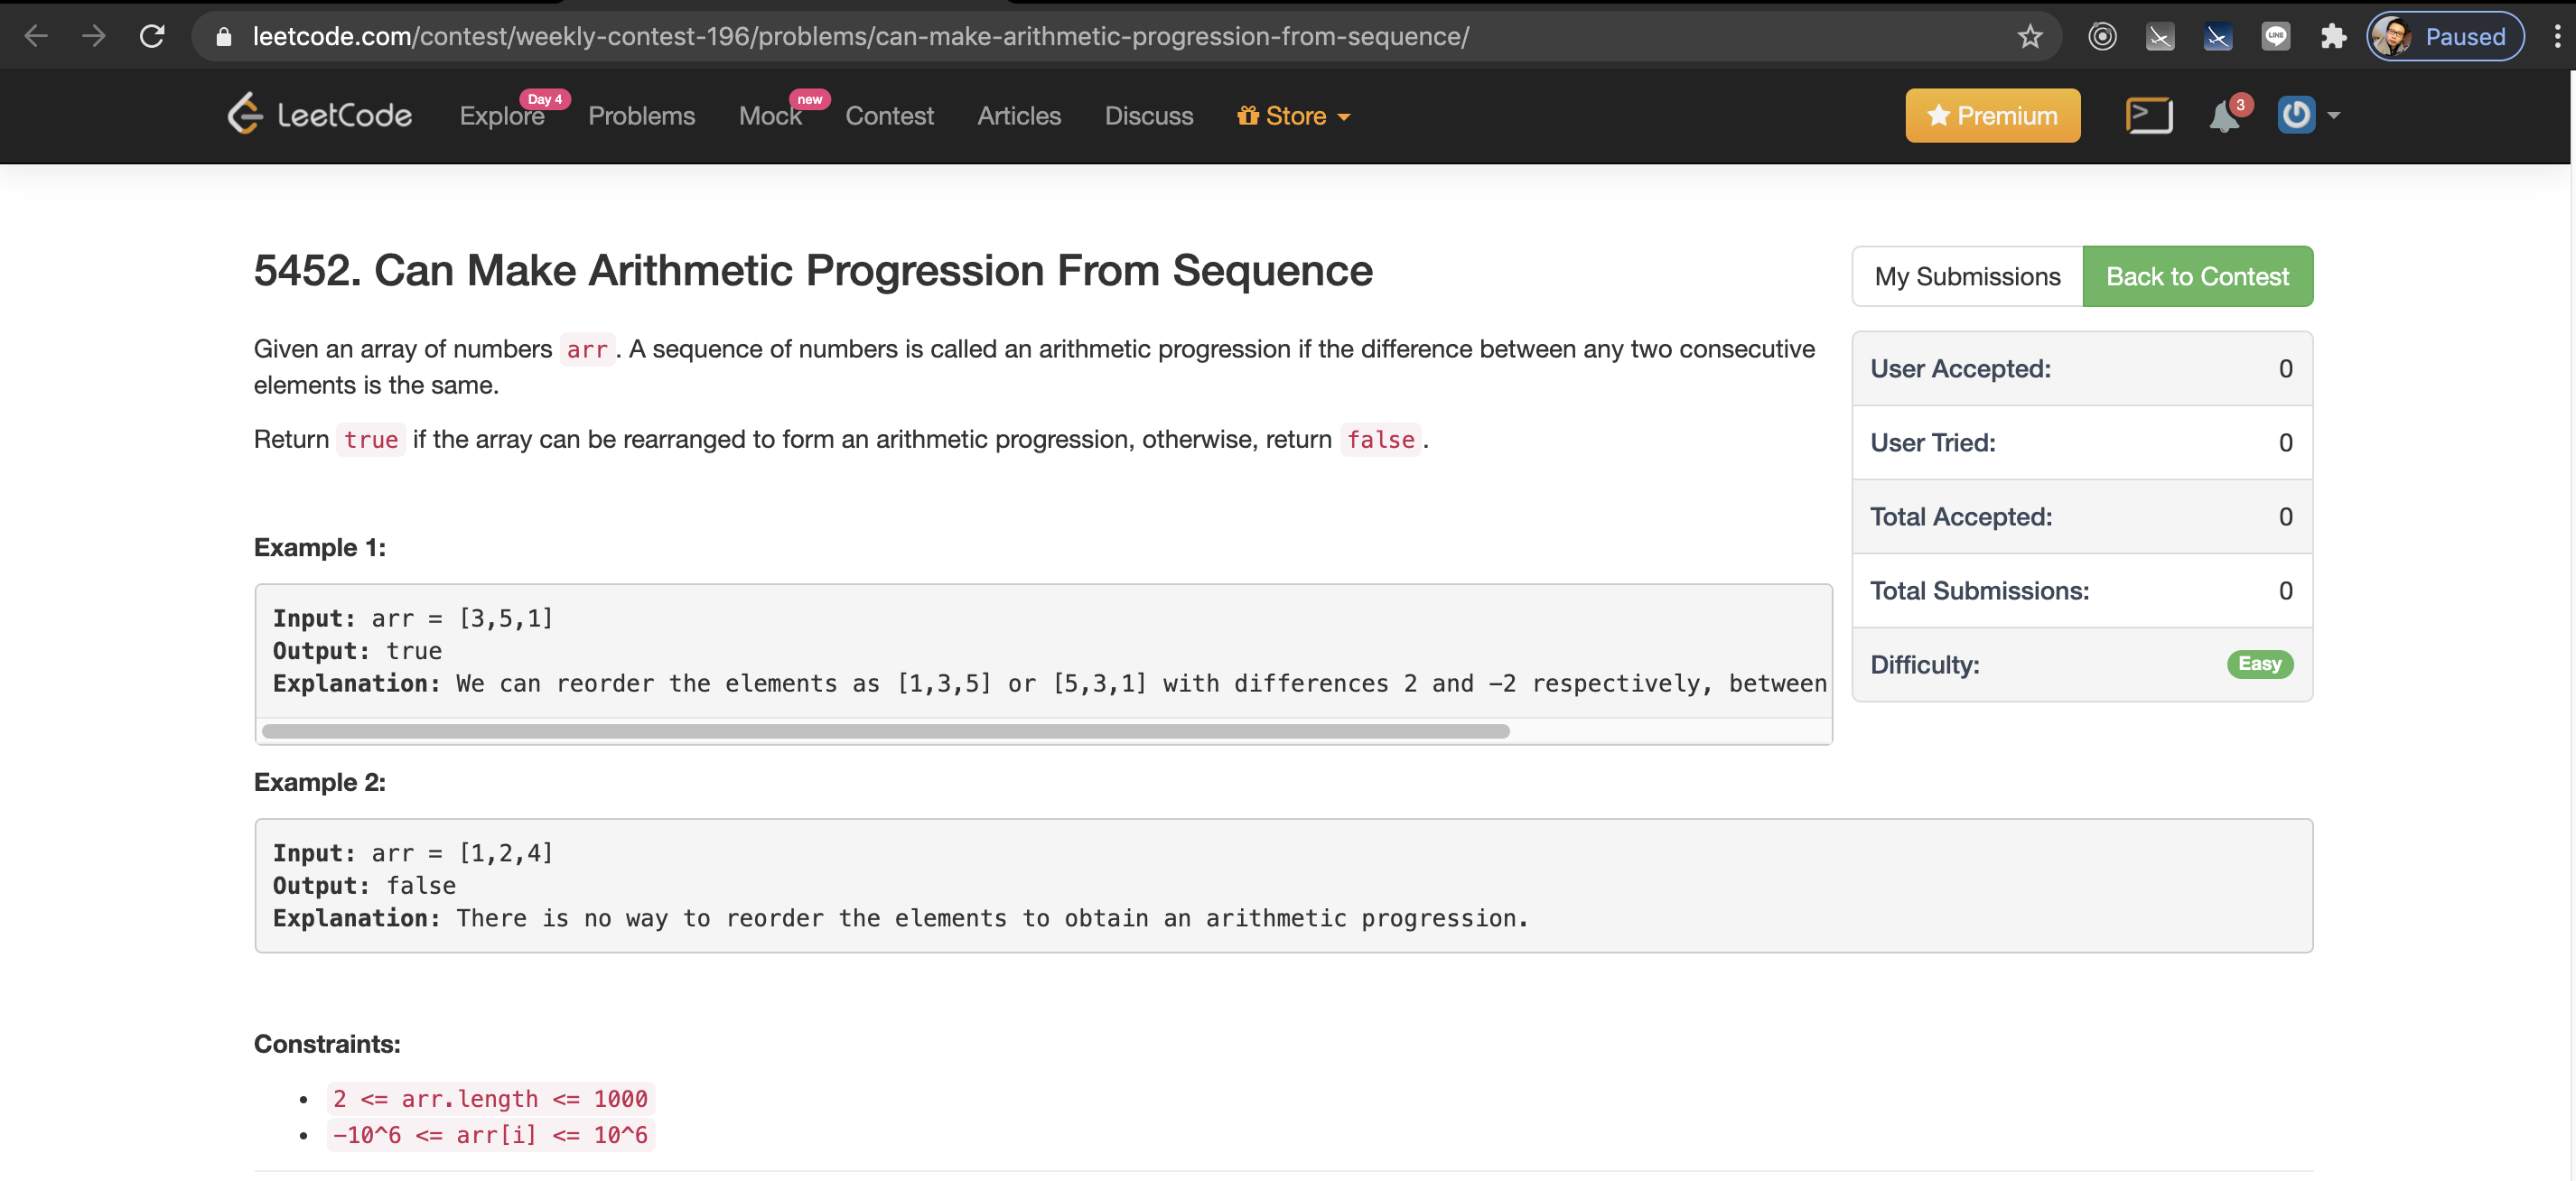 leetcode.com/contest/weekly-contest-196/problems/can-make-arithmetic-progression-from-sequence/
LINE
Paused
LeetCode
Explore
Day 4
Problems
Mock
new
Contest
Articles
Discuss
Store
Premium
3
5452. Can Make Arithmetic Progression From Sequence
My Submissions
Back to Contest
Given an array of numbers arr. A sequence of numbers is called an arithmetic progression if the difference between any two consecutive
elements is the same.
Return true if the array can be rearranged to form an arithmetic progression, otherwise, return false.
User Accepted: 0
User Tried: 0
Total Accepted: 0
Total Submissions: 0
Difficulty: Easy
Example 1:
Input: arr = [3,5,1]
Output: true
Explanation: We can reorder the elements as [1,3,5] or [5,3,1] with differences 2 and -2 respectively, between
Example 2:
Input: arr = [1,2,4]
Output: false
Explanation: There is no way to reorder the elements to obtain an arithmetic progression.
Constraints:
• 2 <= arr.length <= 1000
• -10^6 <= arr[i] <= 10^6